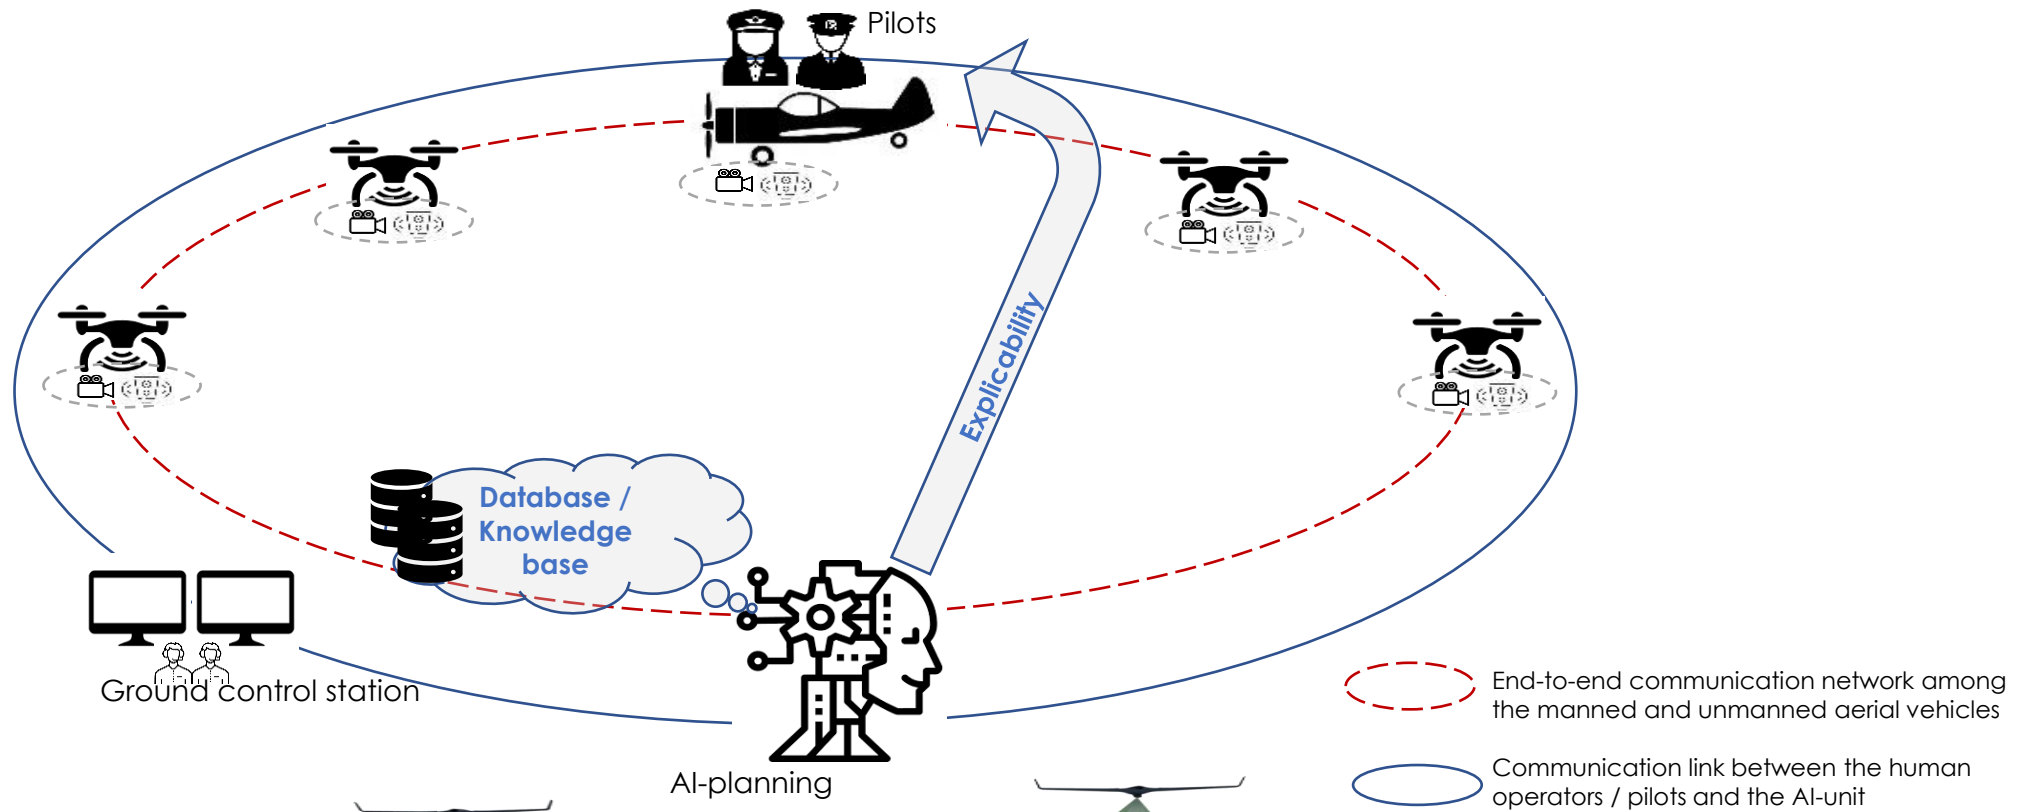 Pilots
Explicability
Database /
Knowledge
base
Ground control station
AI-planning
End-to-end communication network among
the manned and unmanned aerial vehicles
Communication link between the human
operators / pilots and the AI-unit